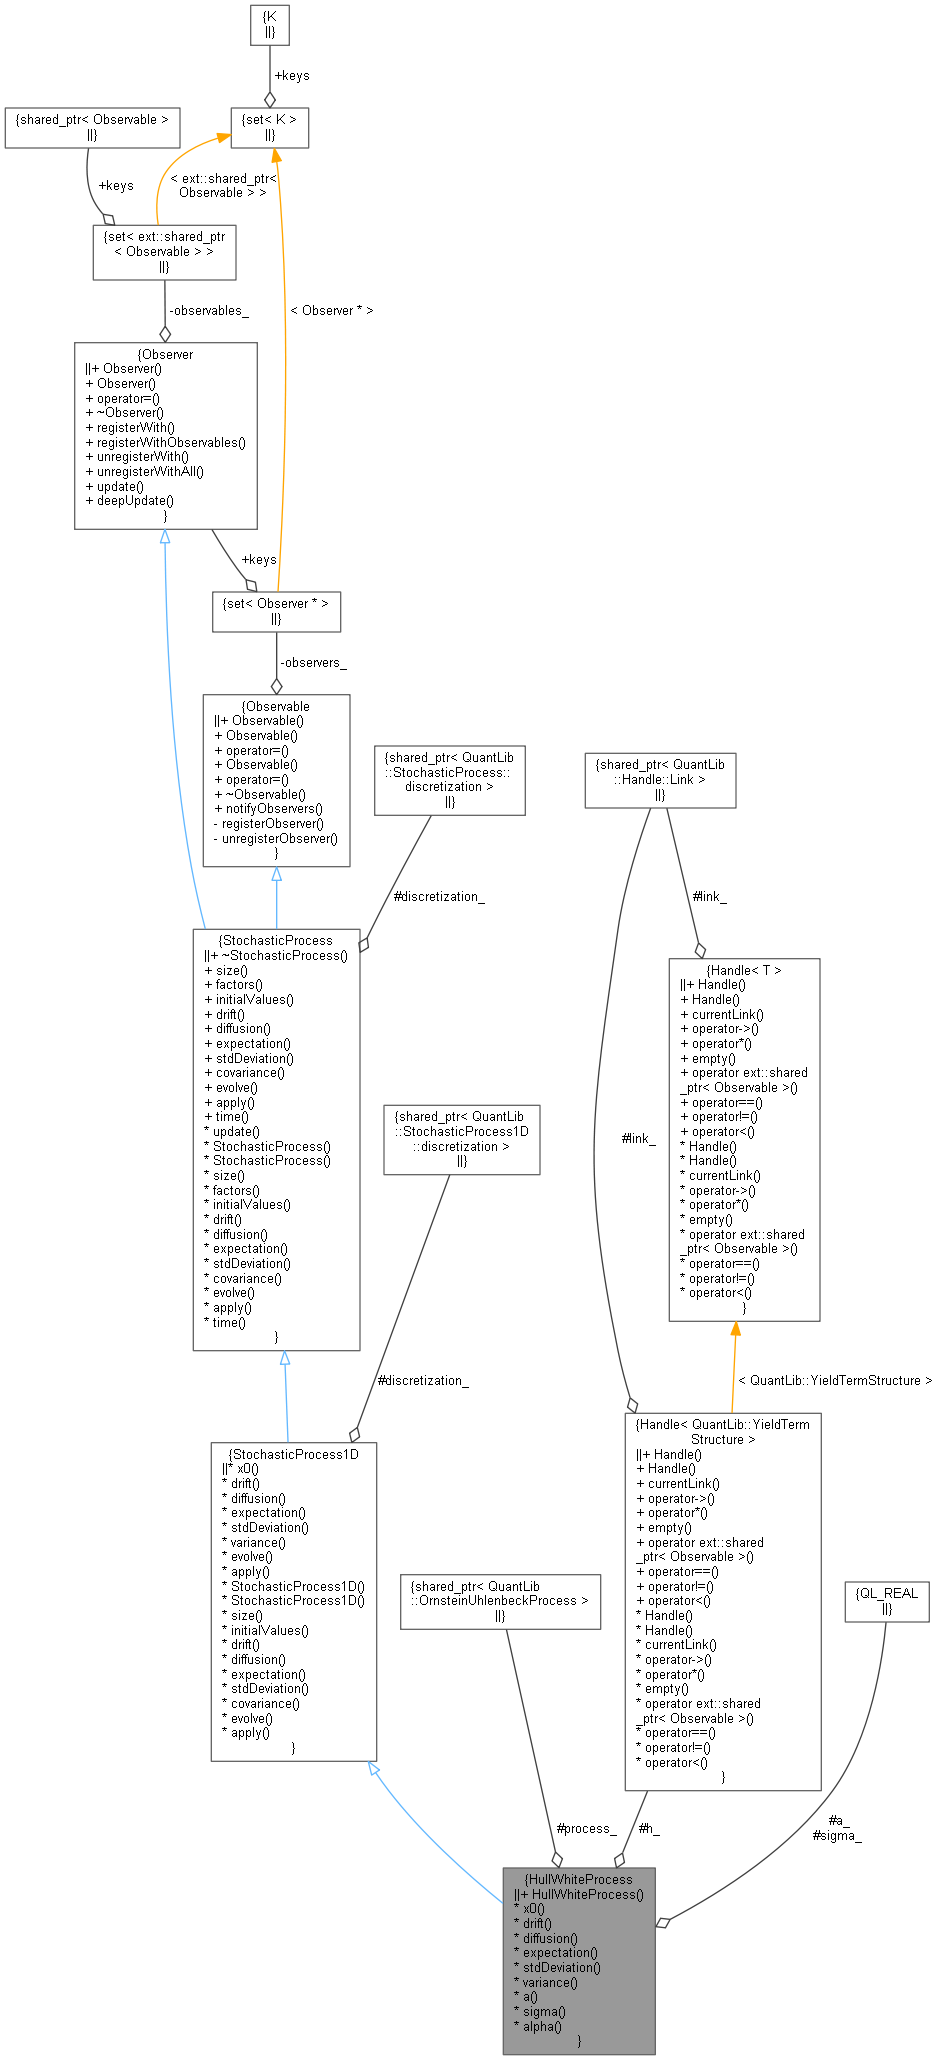 {K
||}
+keys
{shared_ptr< Observable >
||}
{set< K >
||}
+keys
< ext::shared_ptr<
Observable > >
{set< ext::shared_ptr
< Observable > >
||}
-observables_
< Observer * >
{Observer
||+ Observer()
+ Observer()
+ operator=()
+ ~Observer()
+ registerWith()
+ registerWithObservables()
+ unregisterWith()
+ unregisterWithAll()
+ update()
+ deepUpdate()
}
+keys
{set< Observer * >
||}
-observers_
{Observable
||+ Observable()
+ Observable()
+ operator=()
+ Observable()
+ operator=()
+ ~Observable()
+ notifyObservers()
- registerObserver()
- unregisterObserver()
}
{shared_ptr< QuantLib
::StochasticProcess::
discretization >
||}
{shared_ptr< QuantLib
::Handle::Link >
||}
#discretization_
#link_
{StochasticProcess
||+ ~StochasticProcess()
+ size()
+ factors()
+ initialValues()
+ drift()
+ diffusion()
+ expectation()
+ stdDeviation()
+ covariance()
+ evolve()
+ apply()
+ time()
* update()
* StochasticProcess()
* StochasticProcess()
* size()
* factors()
* initialValues()
* drift()
* diffusion()
* expectation()
* stdDeviation()
* covariance()
* evolve()
* apply()
* time()
}
{Handle< T >
||+ Handle()
+ Handle()
+ currentLink()
+ operator->()
+ operator*()
+ empty()
+ operator ext::shared
_ptr< Observable >()
+ operator==()
+ operator!=()
+ operator<()
* Handle()
* Handle()
* currentLink()
* operator->()
* operator*()
* empty()
* operator ext::shared
_ptr< Observable >()
* operator==()
* operator!=()
* operator<()
}
{shared_ptr< QuantLib
::StochasticProcess1D
::discretization >
||}
#link_
#discretization_
< QuantLib::YieldTermStructure >
{StochasticProcess1D
||* x0()
* drift()
* diffusion()
* expectation()
* stdDeviation()
* variance()
* evolve()
* apply()
* StochasticProcess1D()
* StochasticProcess1D()
* size()
* initialValues()
* drift()
* diffusion()
* expectation()
* stdDeviation()
* covariance()
* evolve()
* apply()
}
{shared_ptr< QuantLib
::OrnsteinUhlenbeckProcess >
||}
{Handle< QuantLib::YieldTerm
Structure >
||+ Handle()
+ Handle()
+ currentLink()
+ operator->()
+ operator*()
+ empty()
+ operator ext::shared
_ptr< Observable >()
+ operator==()
+ operator!=()
+ operator<()
* Handle()
* Handle()
* currentLink()
* operator->()
* operator*()
* empty()
* operator ext::shared
_ptr< Observable >()
* operator==()
* operator!=()
* operator<()
}
{QL_REAL
||}
#process_
#h_
#a_
#sigma_
{HullWhiteProcess
||+ HullWhiteProcess()
* x0()
* drift()
* diffusion()
* expectation()
* stdDeviation()
* variance()
* a()
* sigma()
* alpha()
}